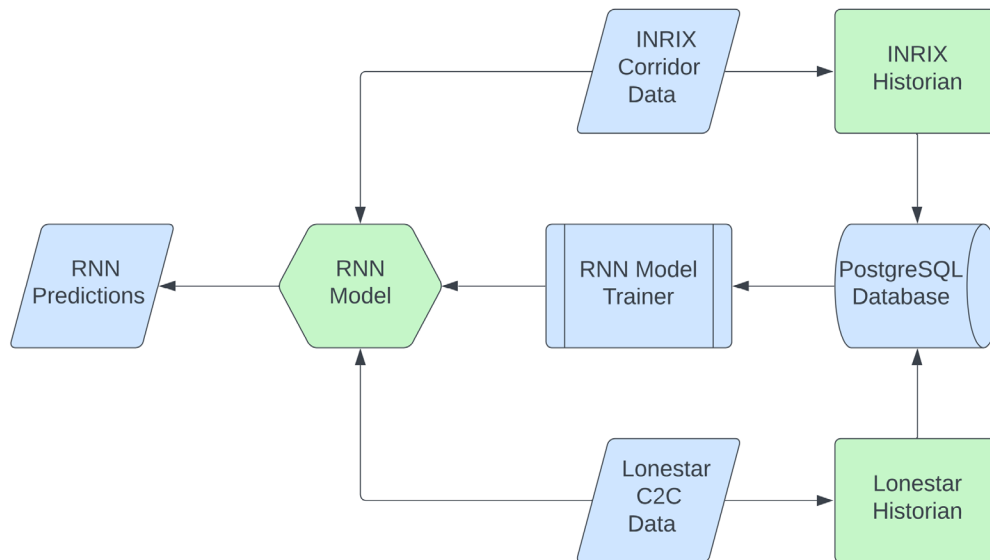 INRIX
Corridor
Data
INRIX
Historian
RNN
Predictions
RNN
Model
RNN Model
Trainer
PostgreSQL
Database
Lonestar
C2C
Data
Lonestar
Historian